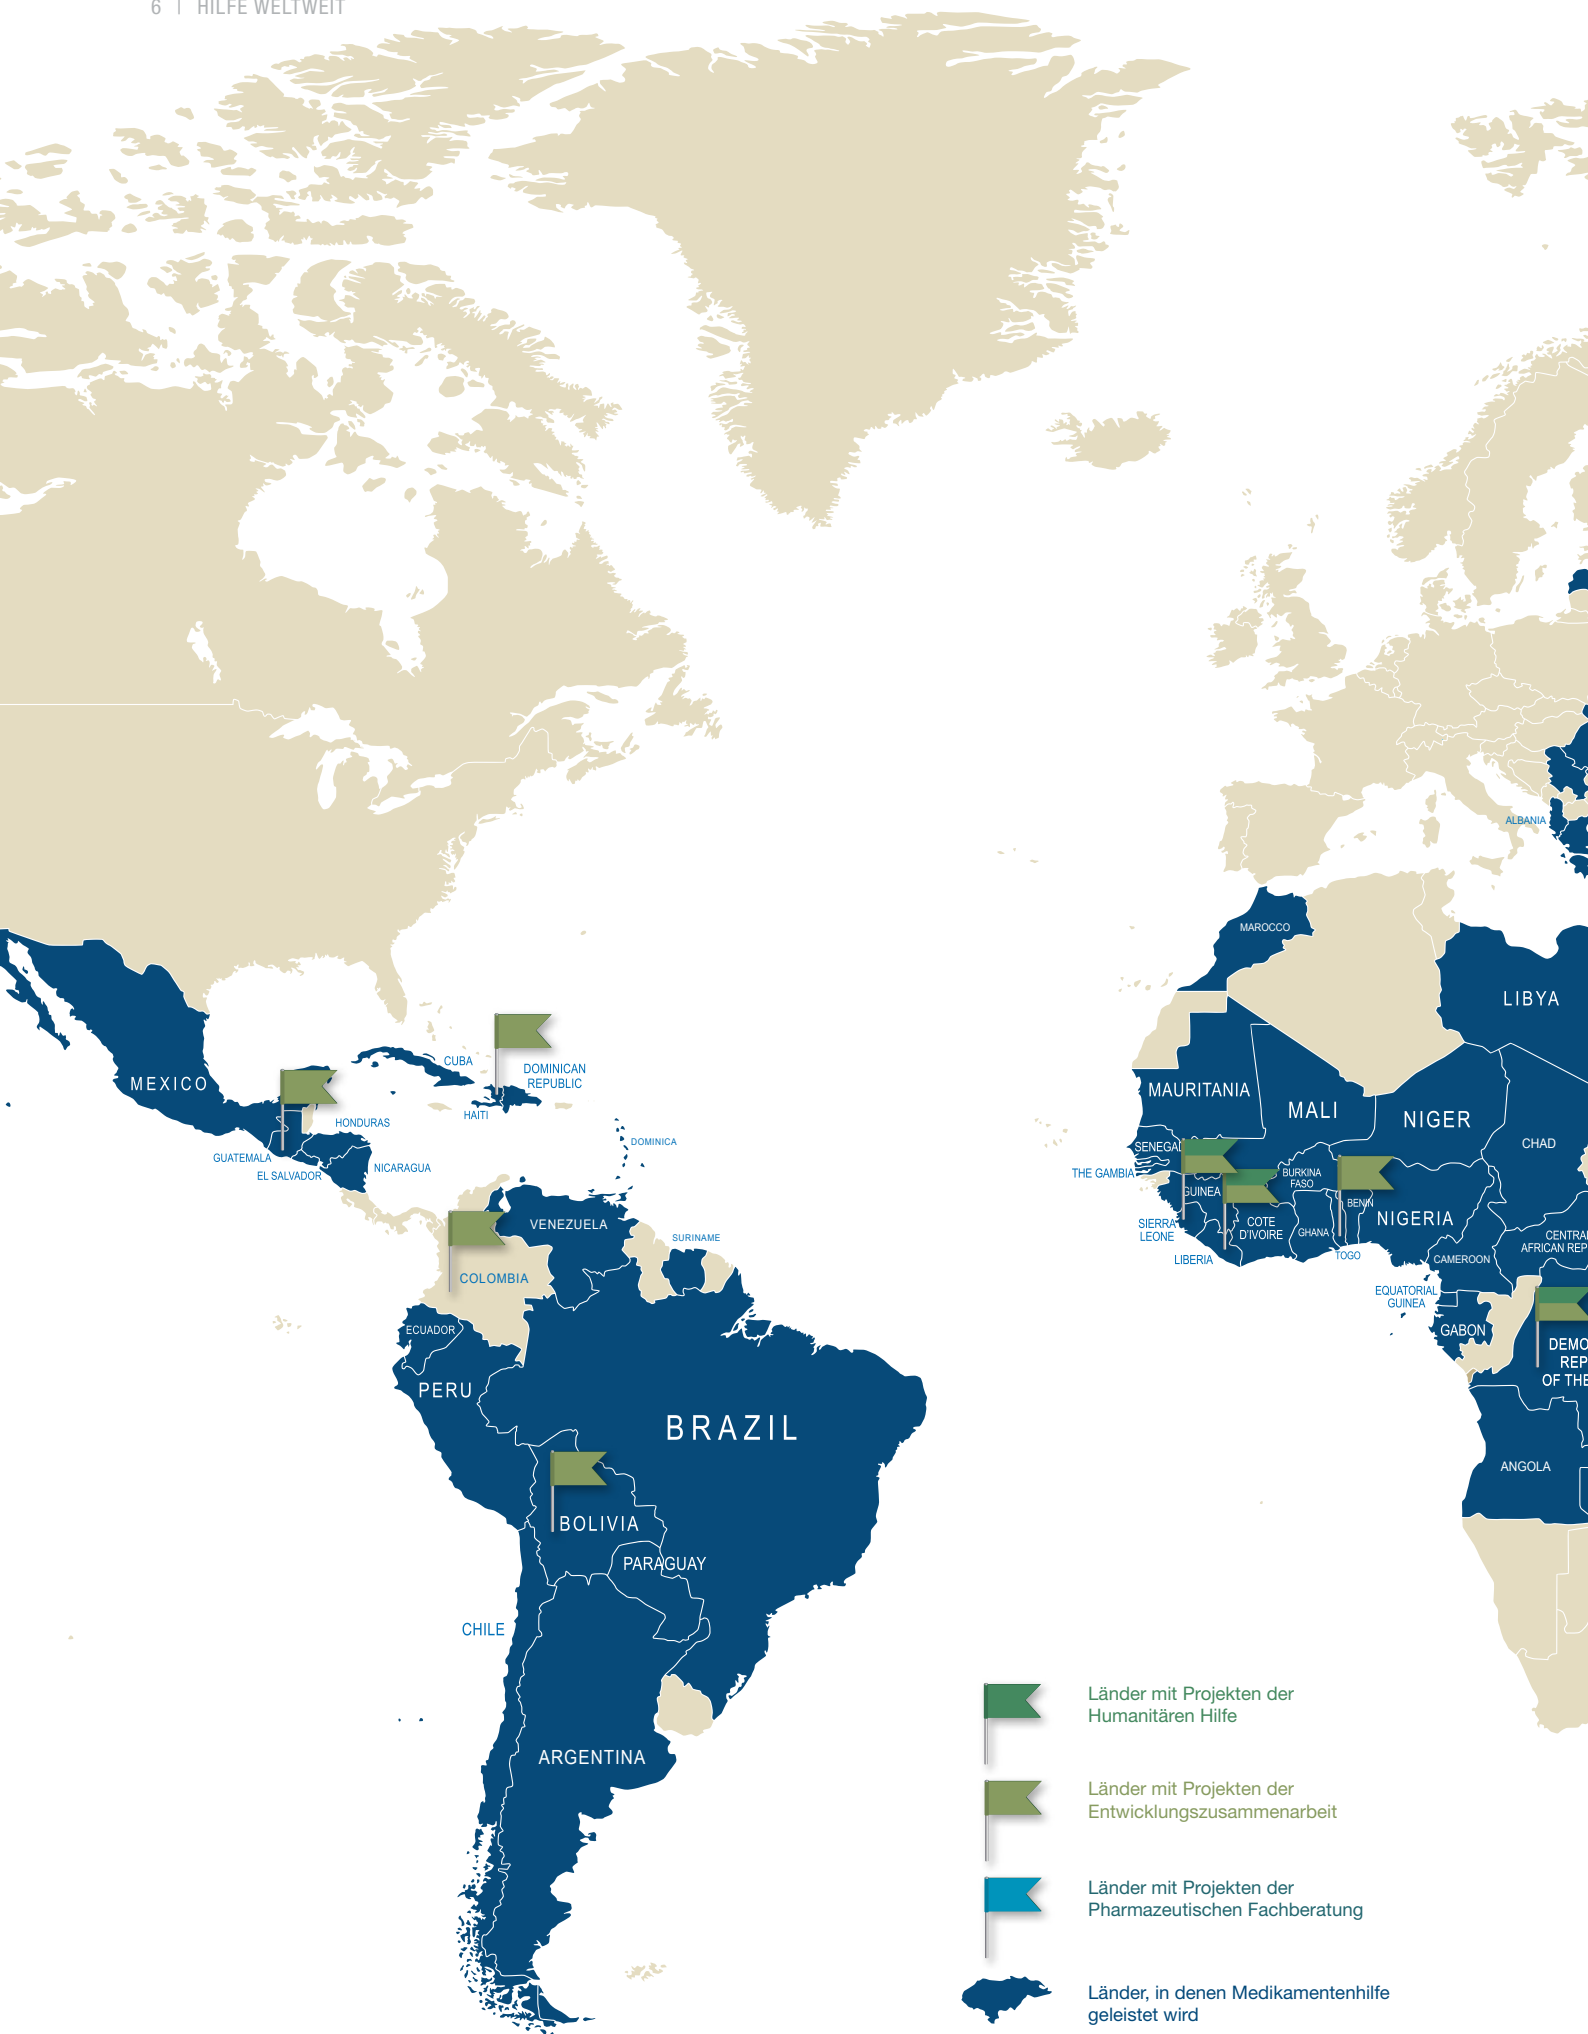 6 | HILFE WELTWEIT
ALBANIA
MAROCCO
LIBYA
CUBA
DOMINICAN
REPUBLIC
MEXICO
HAITI
HONDURAS
DOMINICA
GUATEMALA
EL SALVADOR
NICARAGUA
MAURITANIA
MALI
NIGER
CHAD
SENEGAL
THE GAMBIA
BURKINA
FASO
GUINEA
BENIN
NIGERIA
SIERRA
LEONE
COTE
D'IVOIRE
GHANA
TOGO
LIBERIA
CAMEROON
CENTRAL
AFRICAN REP
VENEZUELA
SURINAME
COLOMBIA
EQUATORIAL
GUINEA
GABON
ECUADOR
DEMO
REP
OF THE
PERU
BRAZIL
ANGOLA
BOLIVIA
PARAGUAY
CHILE
ARGENTINA
Länder mit Projekten der
Humanitären Hilfe
Länder mit Projekten der
Entwicklungszusammenarbeit
Länder mit Projekten der
Pharmazeutischen Fachberatung
Länder, in denen Medikamentenhilfe
geleistet wird